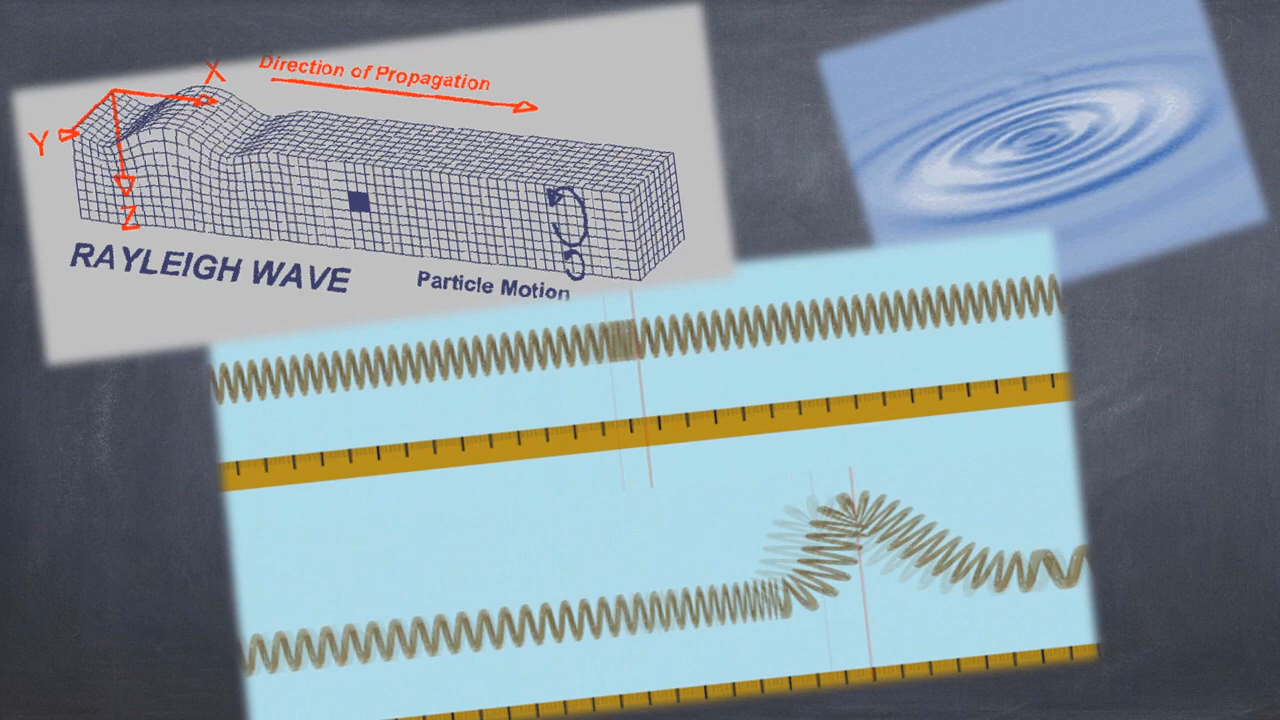 Direction of Propagation
X
Y
Z
RAYLEIGH WAVE
Particle Motion